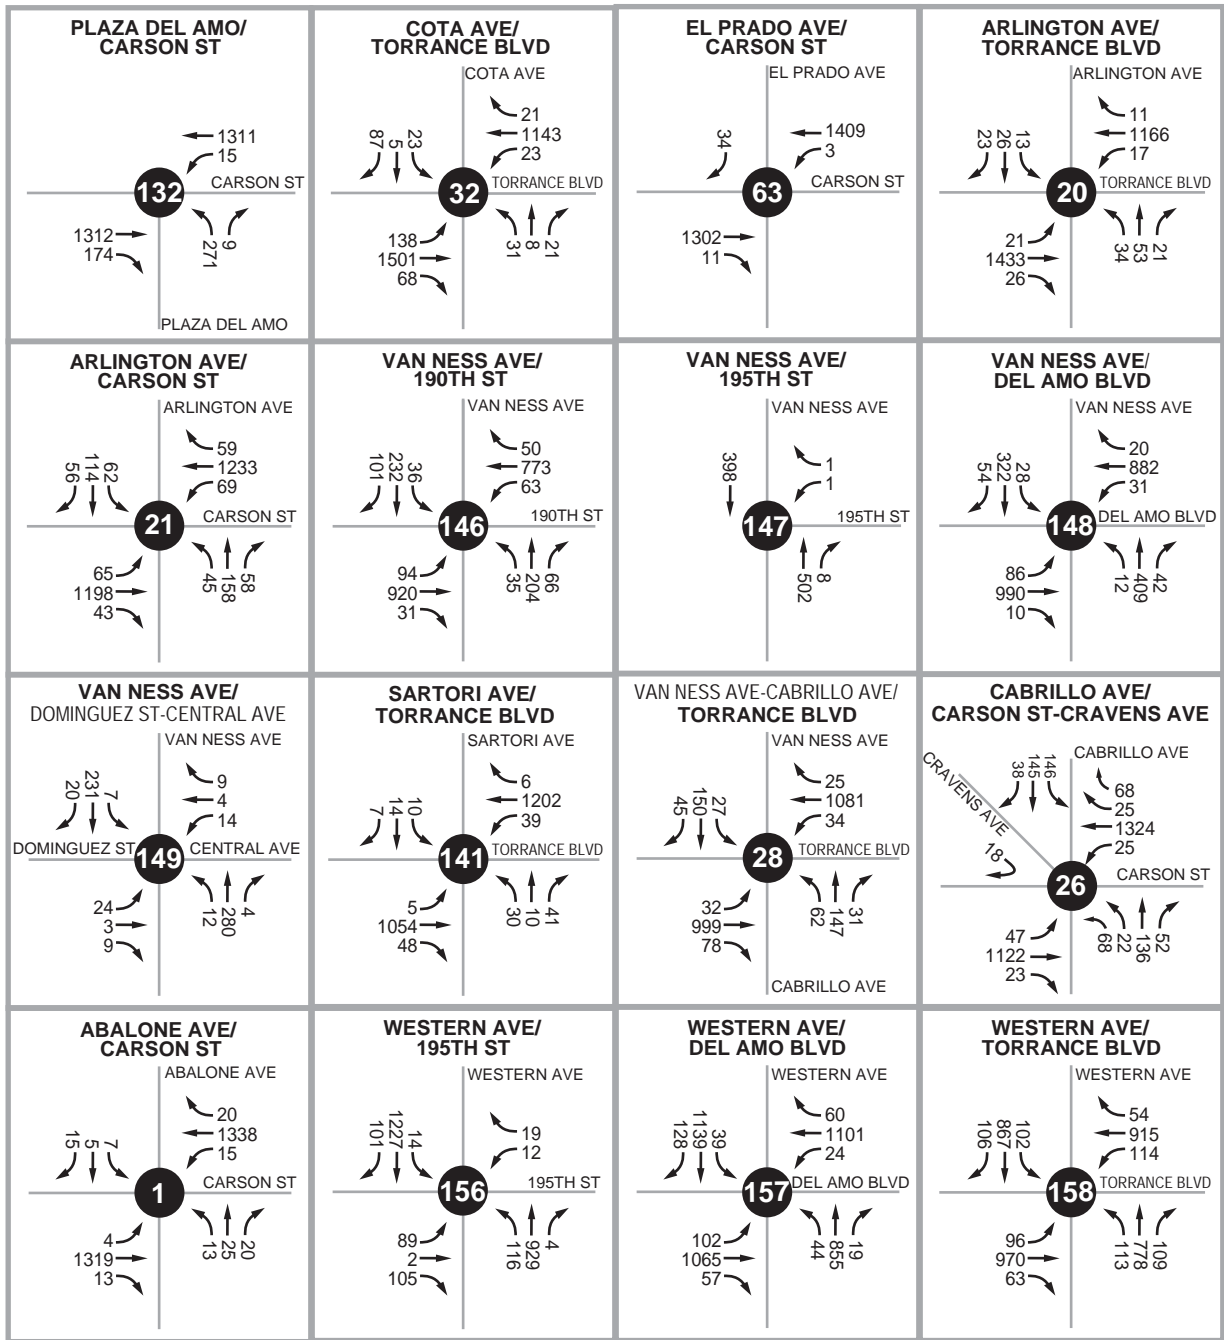 PLAZA DEL AMO/
CARSON ST
1311
15
132
CARSON ST
1312
174
271
9
PLAZA DEL AMO
COTA AVE/
TORRANCE BLVD
COTA AVE
87
5
23
21
1143
23
32
TORRANCE BLVD
138
1501
68
31
8
21
EL PRADO AVE/
CARSON ST
EL PRADO AVE
34
1409
3
63
CARSON ST
1302
11
ARLINGTON AVE/
TORRANCE BLVD
ARLINGTON AVE
23
26
13
11
1166
17
20
TORRANCE BLVD
21
1433
26
34
53
21
ARLINGTON AVE/
CARSON ST
ARLINGTON AVE
56
114
62
59
1233
69
21
CARSON ST
65
1198
43
45
158
58
VAN NESS AVE/
190TH ST
VAN NESS AVE
101
232
36
50
773
63
146
190TH ST
94
920
31
35
204
66
VAN NESS AVE/
195TH ST
VAN NESS AVE
398
1
1
147
195TH ST
502
8
VAN NESS AVE/
DEL AMO BLVD
VAN NESS AVE
54
322
28
20
882
31
148
DEL AMO BLVD
86
990
10
12
409
42
VAN NESS AVE/
DOMINGUEZ ST-CENTRAL AVE
VAN NESS AVE
20
231
7
9
4
14
DOMINGUEZ ST
149
CENTRAL AVE
24
3
9
12
280
4
SARTORI AVE/
TORRANCE BLVD
SARTORI AVE
7
14
10
6
1202
39
141
TORRANCE BLVD
5
1054
48
30
10
41
VAN NESS AVE-CABRILLO AVE/
TORRANCE BLVD
VAN NESS AVE
45
150
27
25
1081
34
28
TORRANCE BLVD
32
999
78
62
147
31
CABRILLO AVE
CABRILLO AVE/
CARSON ST-CRAVENS AVE
CABRILLO AVE
CRAVENS AVE
38
145
146
68
25
1324
25
18
26
CARSON ST
47
1122
23
68
22
136
52
ABALONE AVE/
CARSON ST
ABALONE AVE
15
5
7
20
1338
15
1
CARSON ST
4
1319
13
13
25
20
WESTERN AVE/
195TH ST
WESTERN AVE
101
1227
14
19
12
156
195TH ST
89
2
105
116
929
4
WESTERN AVE/
DEL AMO BLVD
WESTERN AVE
128
1139
39
60
1101
24
157
DEL AMO BLVD
102
1065
57
44
855
19
WESTERN AVE/
TORRANCE BLVD
WESTERN AVE
106
867
102
54
915
114
158
TORRANCE BLVD
96
970
63
113
778
109